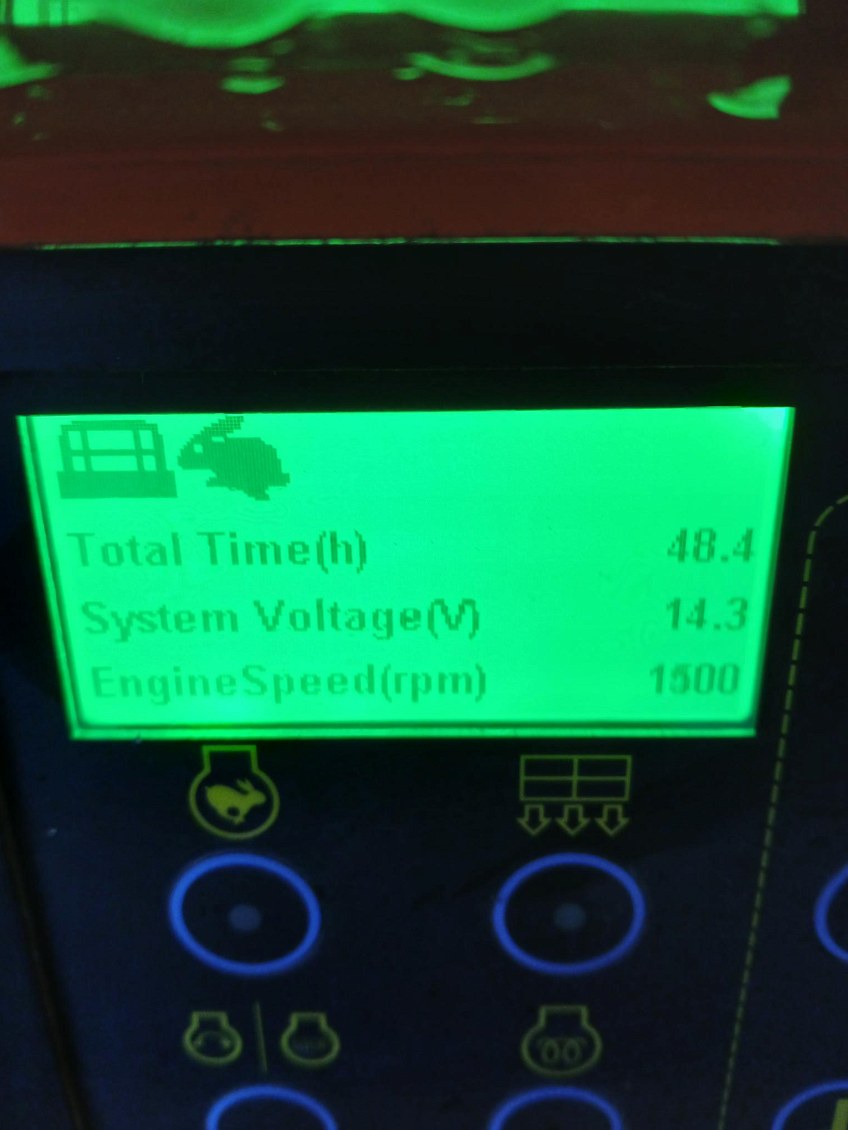 Total Time(h) 48.4
System Voltage(V) 14.3
EngineSpeed(rpm) 1500